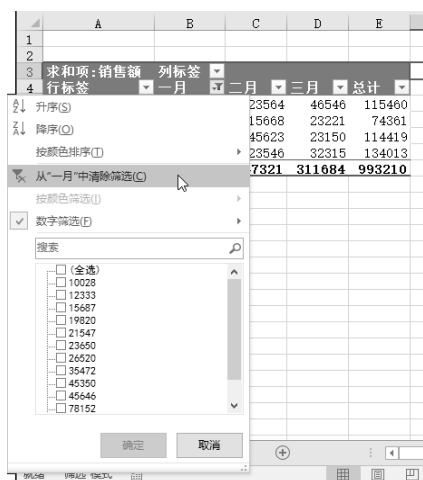 A B C D E
1
2
3 求和项:销售额 列标签
4 行标签 一月 二月 三月 总计
升序(S) 23564 46546 115460
降序(O) 15668 23221 74361
按颜色排序(T) 45623 23150 114419
23546 32315 134013
从"一月"中清除筛选(C) 7321 311684 993210
按颜色筛选(I)
数字筛选(F)
搜索
(全选)
10028
12333
15687
19820
21547
23650
26520
35472
45350
45646
78152
确定 取消
就绪 筛选 模式